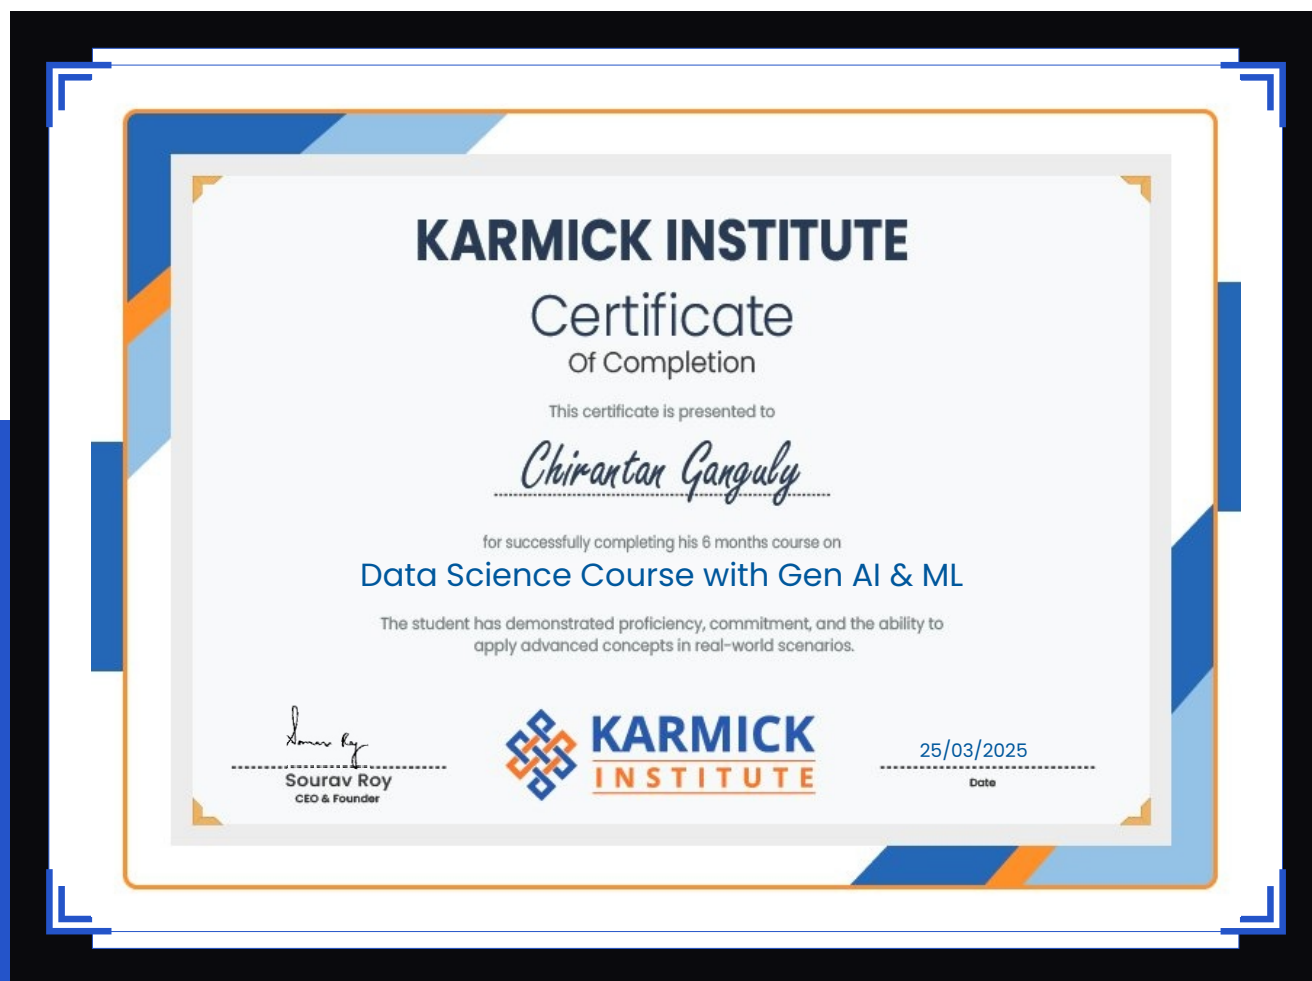 KARMICK INSTITUTE
Certificate
Of Completion
This certificate is presented to
Chirantan Ganguly
for successfully completing his 6 months course on
Data Science Course with Gen AI & ML
The student has demonstrated proficiency, commitment, and the ability to
apply advanced concepts in real-world scenarios.
Sourav Roy
Sourav Roy
CEO & Founder
KARMICK
INSTITUTE
25/03/2025
Date